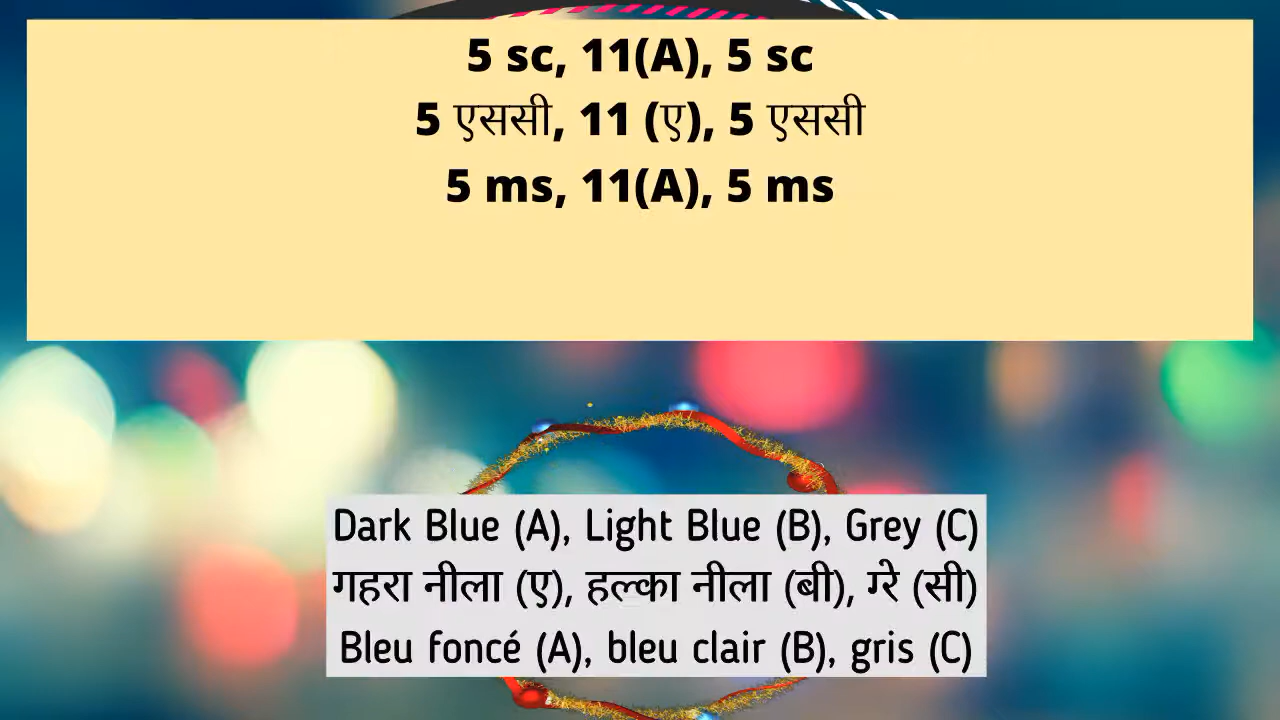 5 sc, 11(A), 5 sc
5 एससी, 11 (ए), 5 एससी
5 ms, 11(A), 5 ms
Dark Blue (A), Light Blue (B), Grey (C)
गहरा नीला (ए), हल्का नीला (बी), ग्रे (सी)
Bleu foncé (A), bleu clair (B), gris (C)